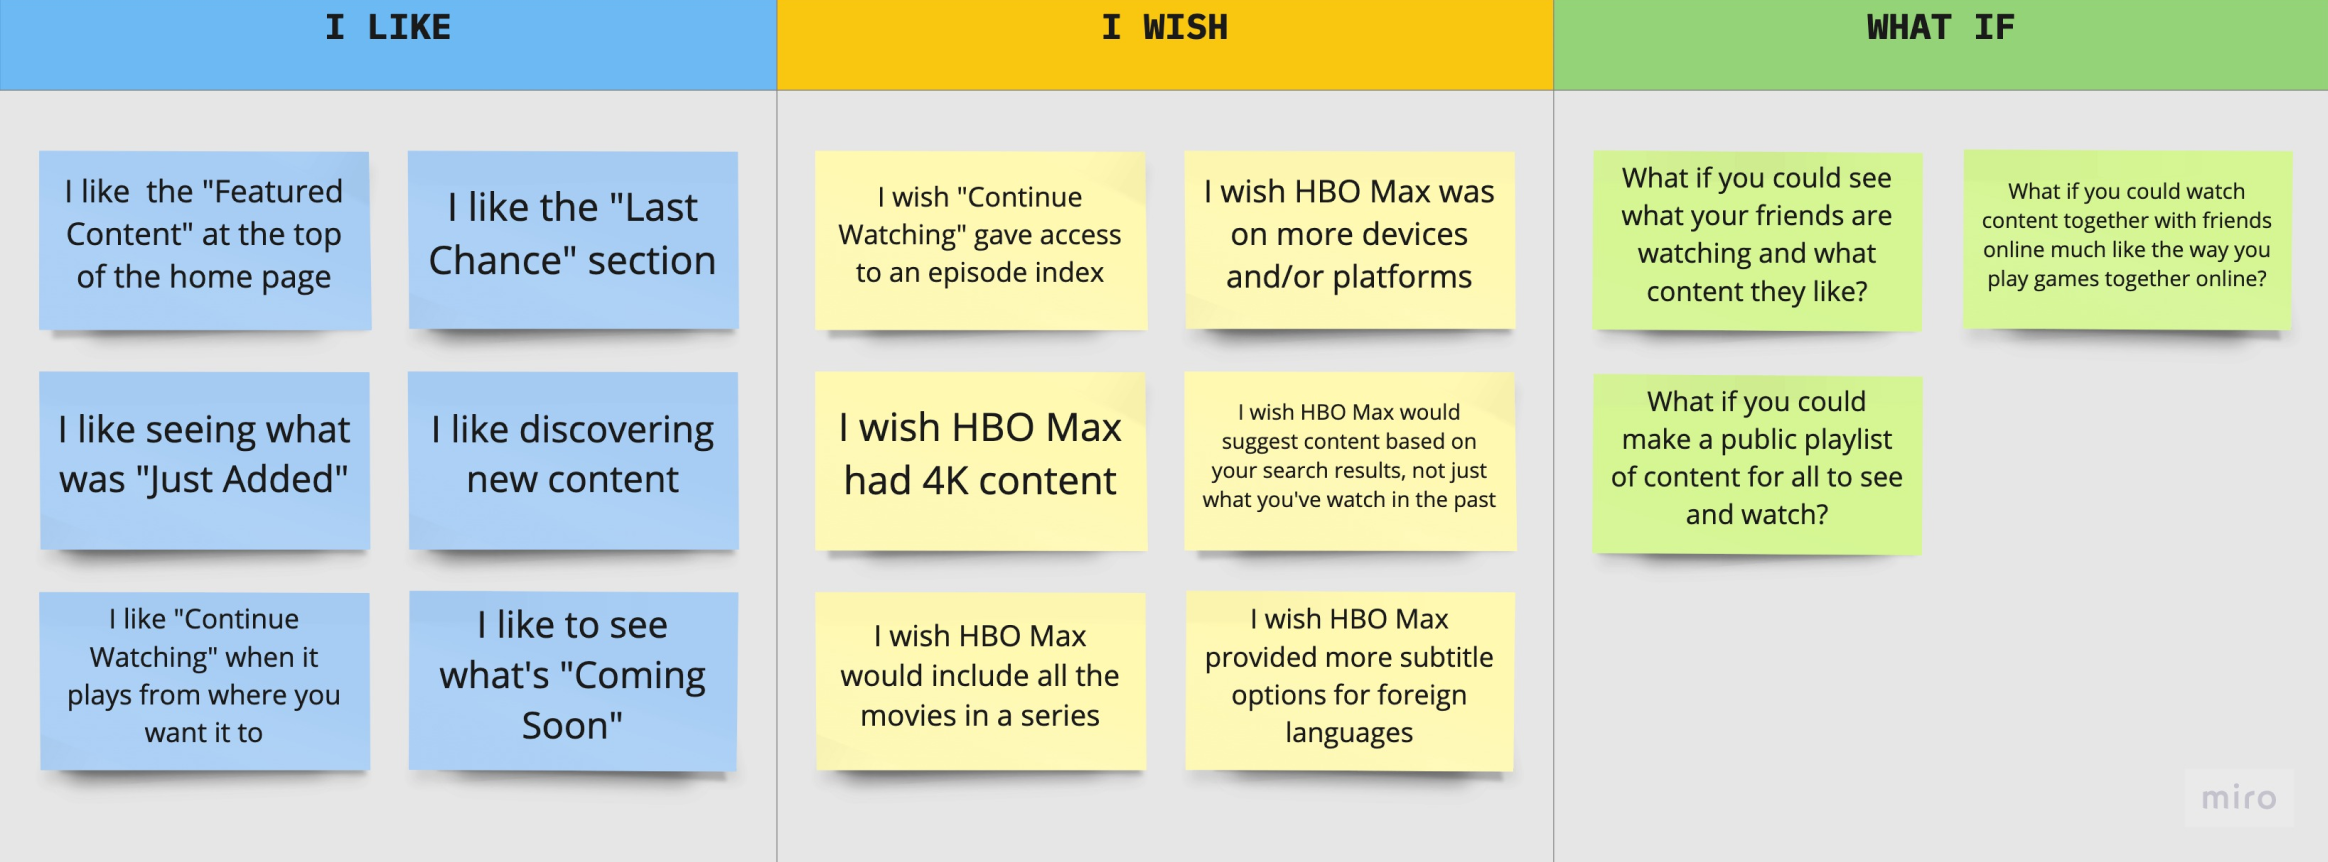 I LIKE
I WISH
WHAT IF
I like the "Featured
Content" at the top
of the home page
I like the "Last
Chance" section
I like seeing what
was "Just Added"
I like discovering
new content
I like "Continue
Watching" when it
plays from where you
want it to
I like to see
what's "Coming
Soon"
I wish "Continue
Watching" gave access
to an episode index
I wish HBO Max was
on more devices
and/or platforms
I wish HBO Max
had 4K content
I wish HBO Max would
suggest content based on
your search results, not just
what you've watch in the past
I wish HBO Max
would include all the
movies in a series
I wish HBO Max
provided more subtitle
options for foreign
languages
What if you could see
what your friends are
watching and what
content they like?
What if you could watch
content together with friends
online much like the way you
play games together online?
What if you could
make a public playlist
of content for all to see
and watch?
miro